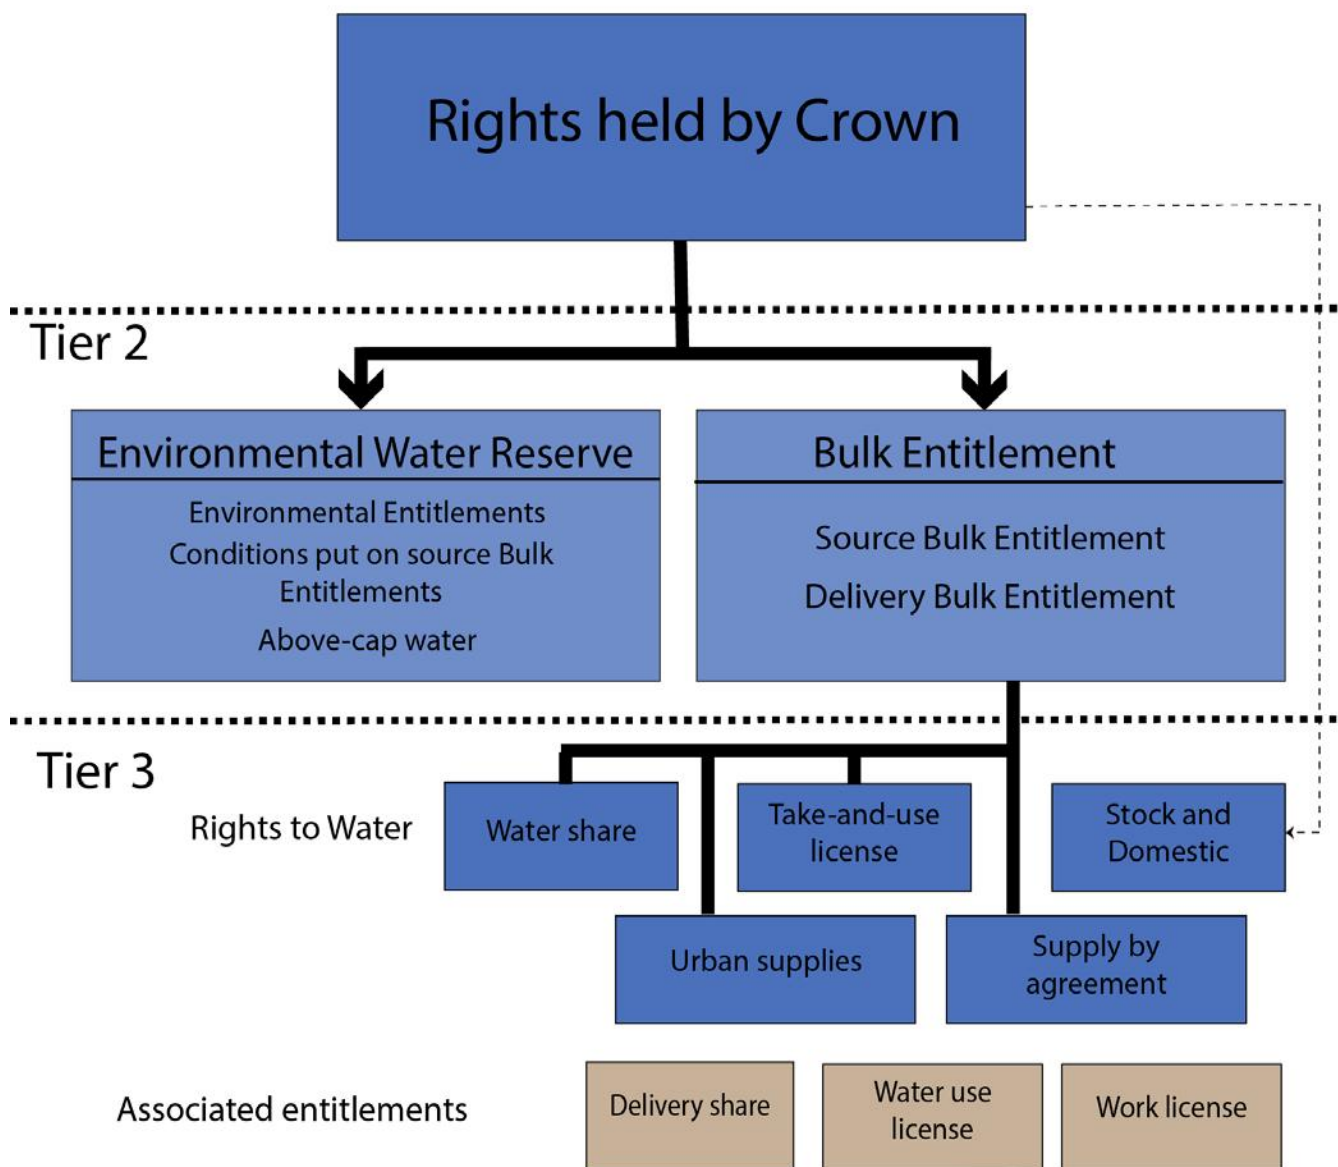 Rights held by Crown
Tier 2
Environmental Water Reserve
Environmental Entitlements
Conditions put on source Bulk
Entitlements
Above-cap water
Bulk Entitlement
Source Bulk Entitlement
Delivery Bulk Entitlement
Tier 3
Rights to Water
Water share
Take-and-use
license
Stock and
Domestic
Urban supplies
Supply by
agreement
Associated entitlements
Delivery share
Water use
license
Work license